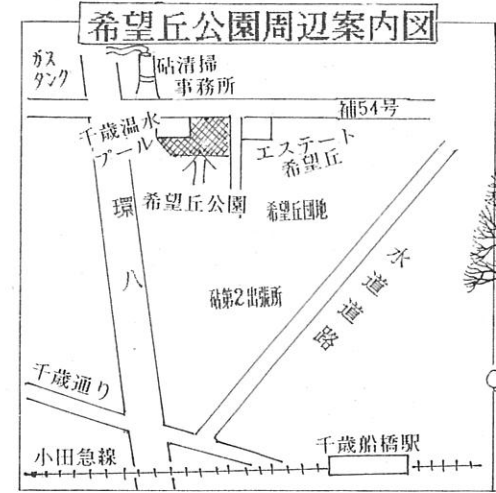 希望丘公園周辺案内図
ガス
タンク
砧清掃
事務所
補54号
千歳温水
プール
エステート
希望丘
希望丘公園
希望丘団地
環八
水道道路
砧第2出張所
千歳通り
千歳船橋駅
小田急線